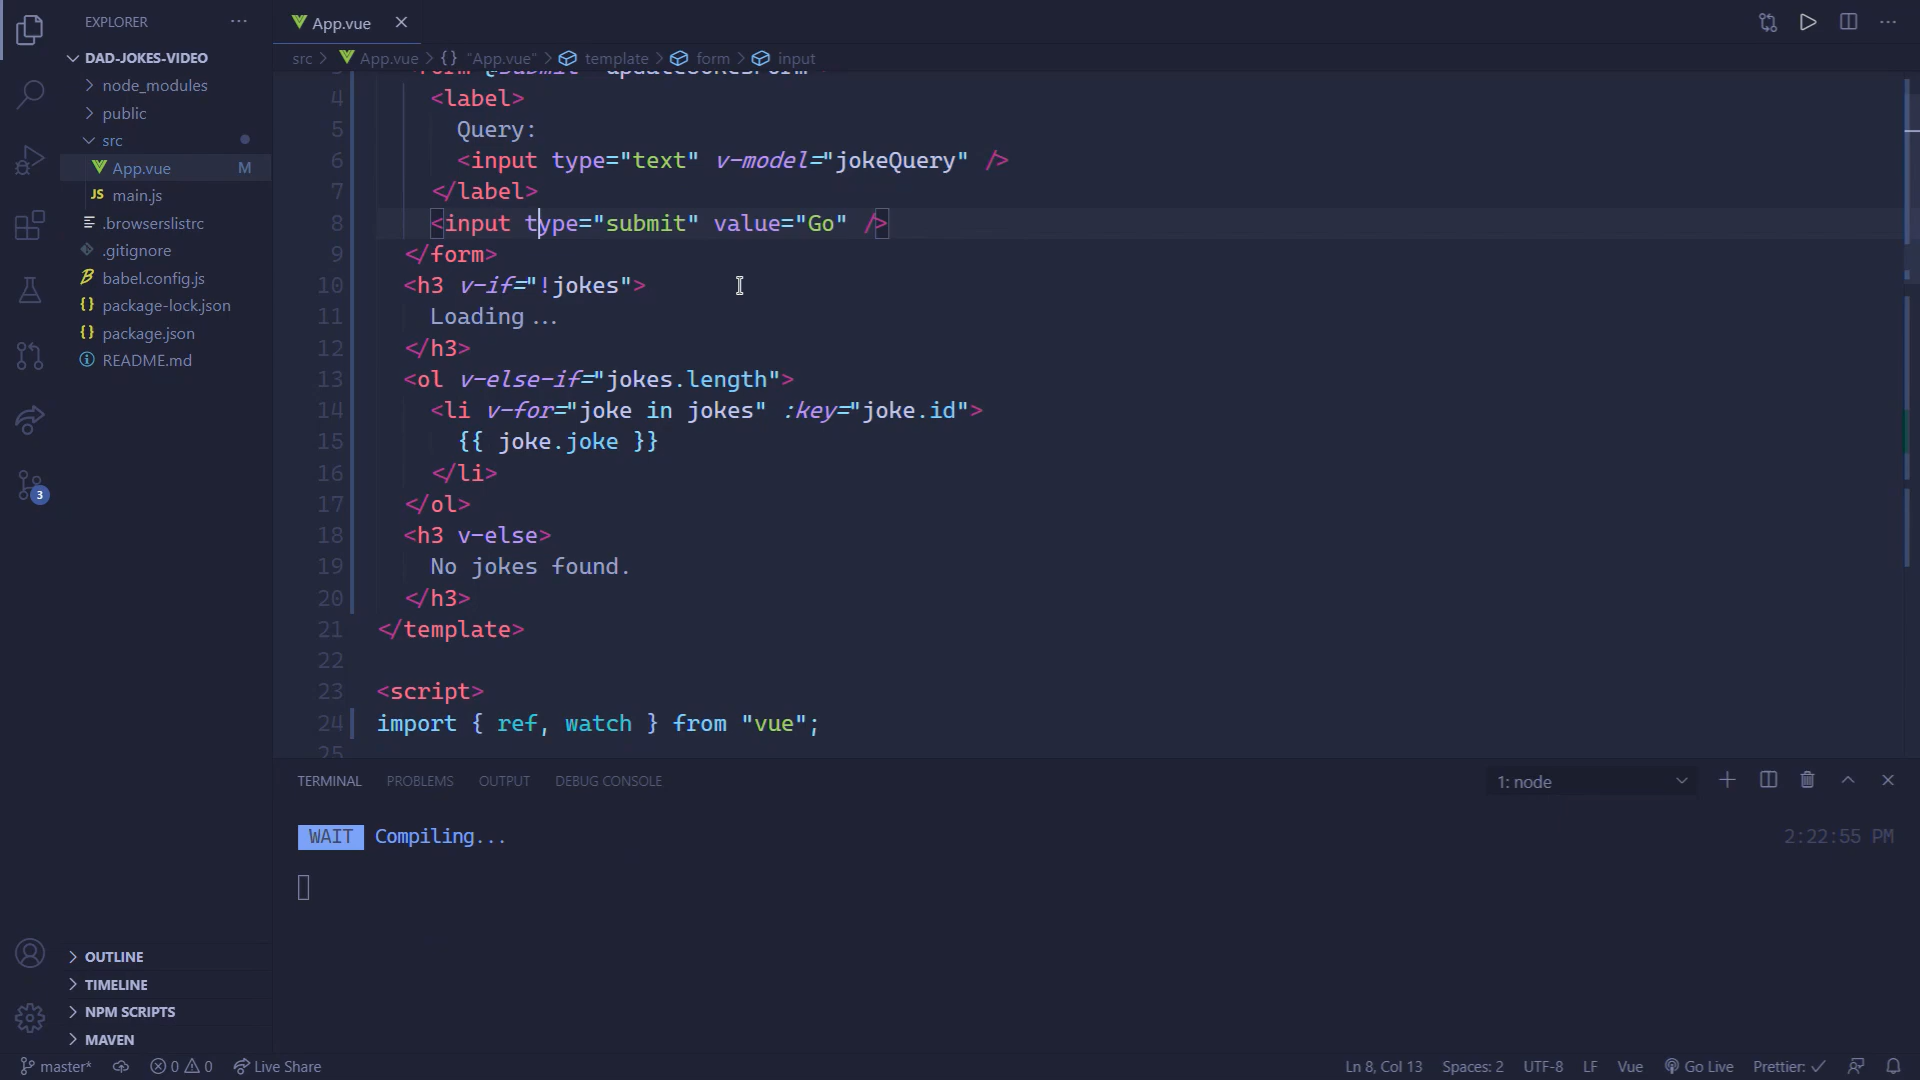 EXPLORER
DAD-JOKES-VIDEO
node_modules
public
src
App.vue M
JS main.js
.browserslistrc
.gitignore
babel.config.js
{} package-lock.json
{} package.json
README.md
OUTLINE
TIMELINE
NPM SCRIPTS
MAVEN
3
App.vue
src > App.vue > {} "App.vue" > template > form > input
4 <label>
5 Query:
6 <input type="text" v-model="jokeQuery" />
7 </label>
8 <input type="submit" value="Go" />
9 </form>
10 <h3 v-if="!jokes">
11 Loading...
12 </h3>
13 <ol v-else-if="jokes.length">
14 <li v-for="joke in jokes" :key="joke.id">
15 {{ joke.joke }}
16 </li>
17 </ol>
18 <h3 v-else>
19 No jokes found.
20 </h3>
21 </template>
22
23 <script>
24 import { ref, watch } from "vue";
25
TERMINAL PROBLEMS OUTPUT DEBUG CONSOLE 1: node
WAIT Compiling... 2:22:55 PM
master* 0 0 Live Share Ln 8, Col 13 Spaces: 2 UTF-8 LF Vue Go Live Prettier: ✓